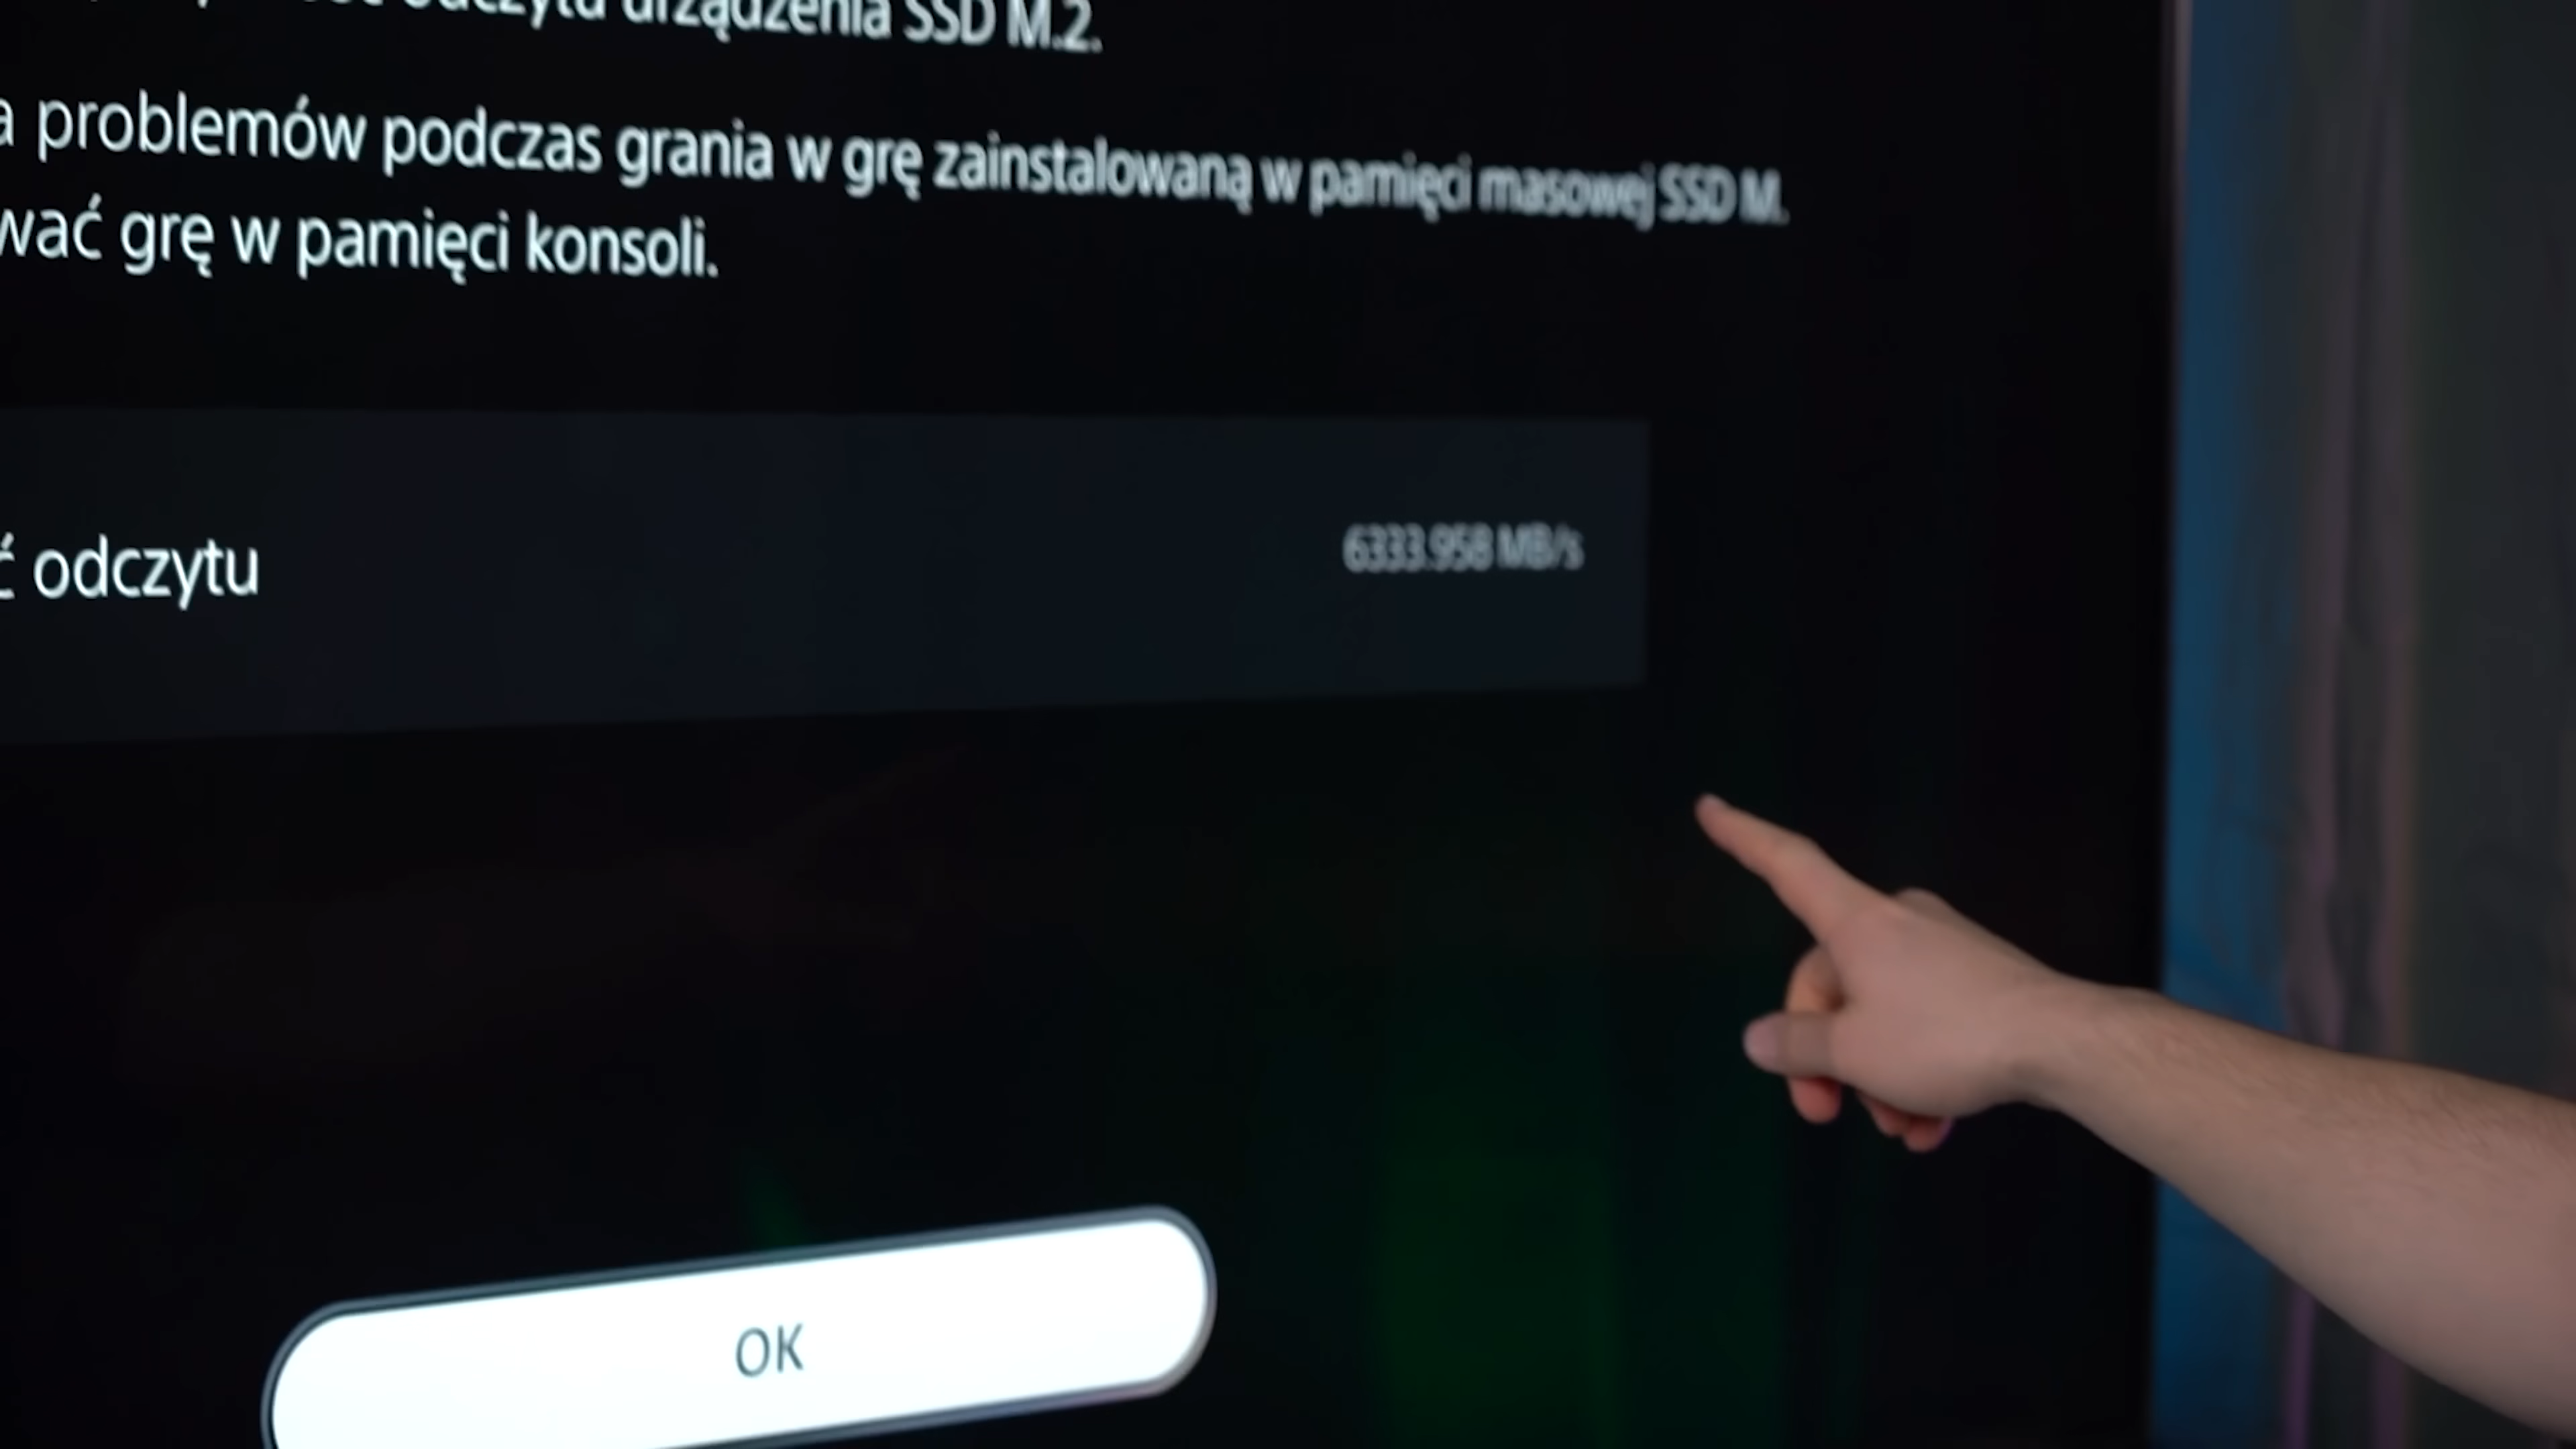 odczytu urządzenia SSD M.2.
a problemów podczas grania w grę zainstalowaną w pamięci masowej SSD M.
wać grę w pamięci konsoli.
ć odczytu
6333.958 MB/s
OK